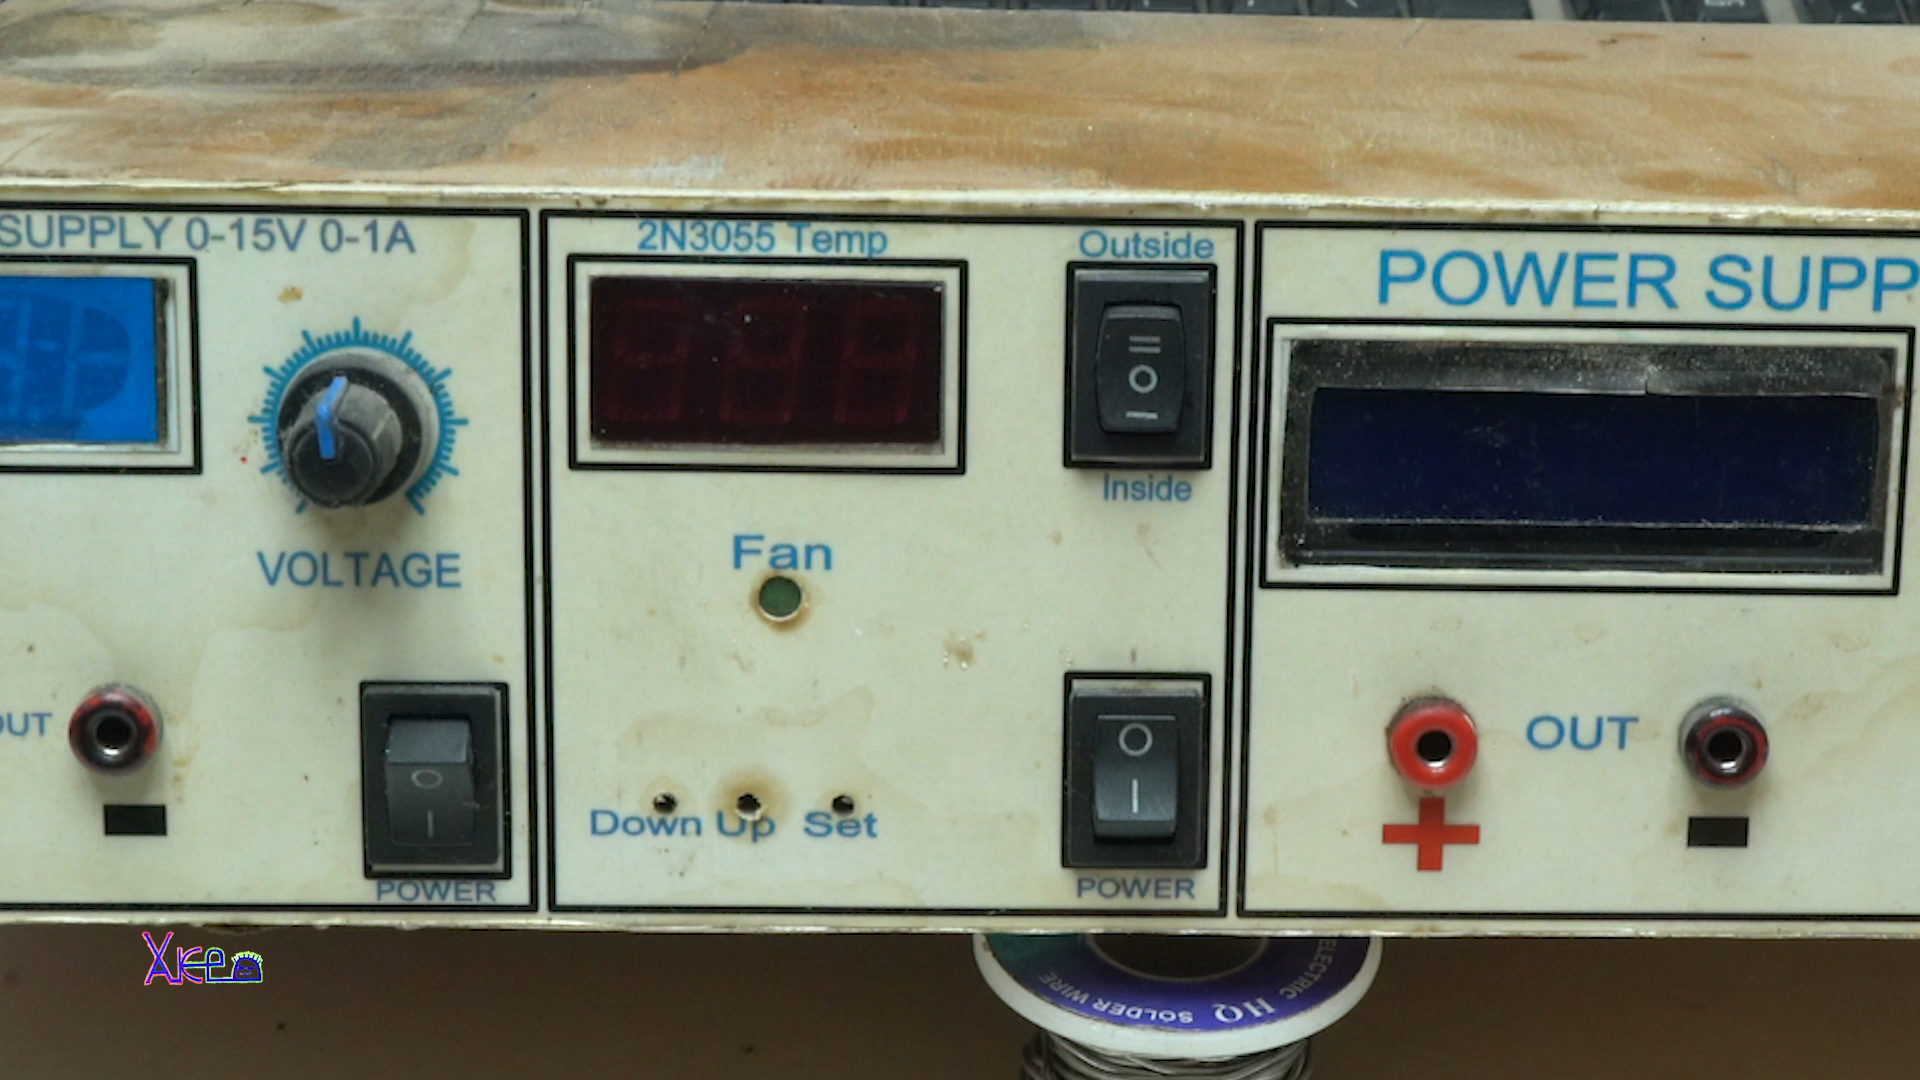 SUPPLY 0-15V 0-1A
VOLTAGE
OUT
POWER
2N3055 Temp
Outside
Inside
Fan
Down Up Set
POWER
POWER SUPP
OUT
ELECTRIC
HQ SOLDER WIRE